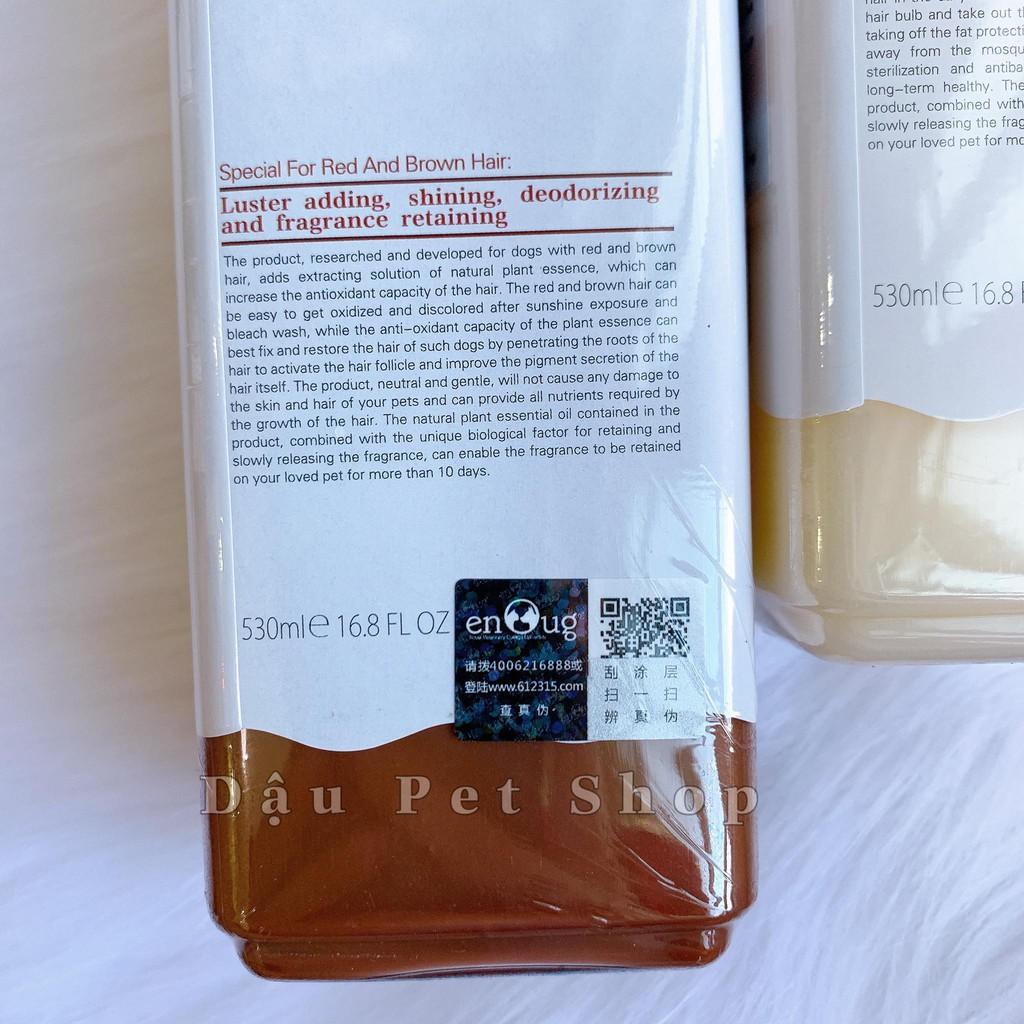 Special For Red And Brown Hair:
Luster adding, shining, deodorizing
and fragrance retaining
The product, researched and developed for dogs with red and brown
hair, adds extracting solution of natural plant essence, which can
increase the antioxidant capacity of the hair. The red and brown hair can
be easy to get oxidized and discolored after sunshine exposure and
bleach wash, while the anti-oxidant capacity of the plant essence can
best fix and restore the hair of such dogs by penetrating the roots of the
hair to activate the hair follicle and improve the pigment secretion of the
hair itself. The product, neutral and gentle, will not cause any damage to
the skin and hair of your pets and can provide all nutrients required by
the growth of the hair. The natural plant essential oil contained in the
product, combined with the unique biological factor for retaining and
slowly releasing the fragrance, can enable the fragrance to be retained
on your loved pet for more than 10 days.
530ml℮ 16.8 FL OZ
enoug
请拨4006216888或
登陆www.612315.com
查真伪
刮涂层
扫一扫
辨真伪
hair bulb and take out
taking off the fat
away from the
sterilization and
long-term healthy. The
product, combined with
slowly releasing the
on your loved pet for
530ml℮ 16.8
Dậu Pet Shop